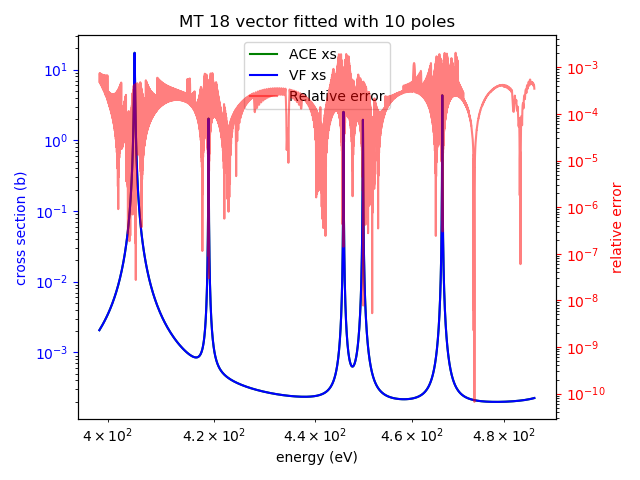 MT 18 vector fitted with 10 poles
ACE xs
VF xs
Relative error
cross section (b)
10¹
10⁰
10⁻¹
10⁻²
10⁻³
relative error
10⁻³
10⁻⁴
10⁻⁵
10⁻⁶
10⁻⁷
10⁻⁸
10⁻⁹
10⁻¹⁰
4 × 10² 4.2 × 10² 4.4 × 10² 4.6 × 10² 4.8 × 10²
energy (eV)